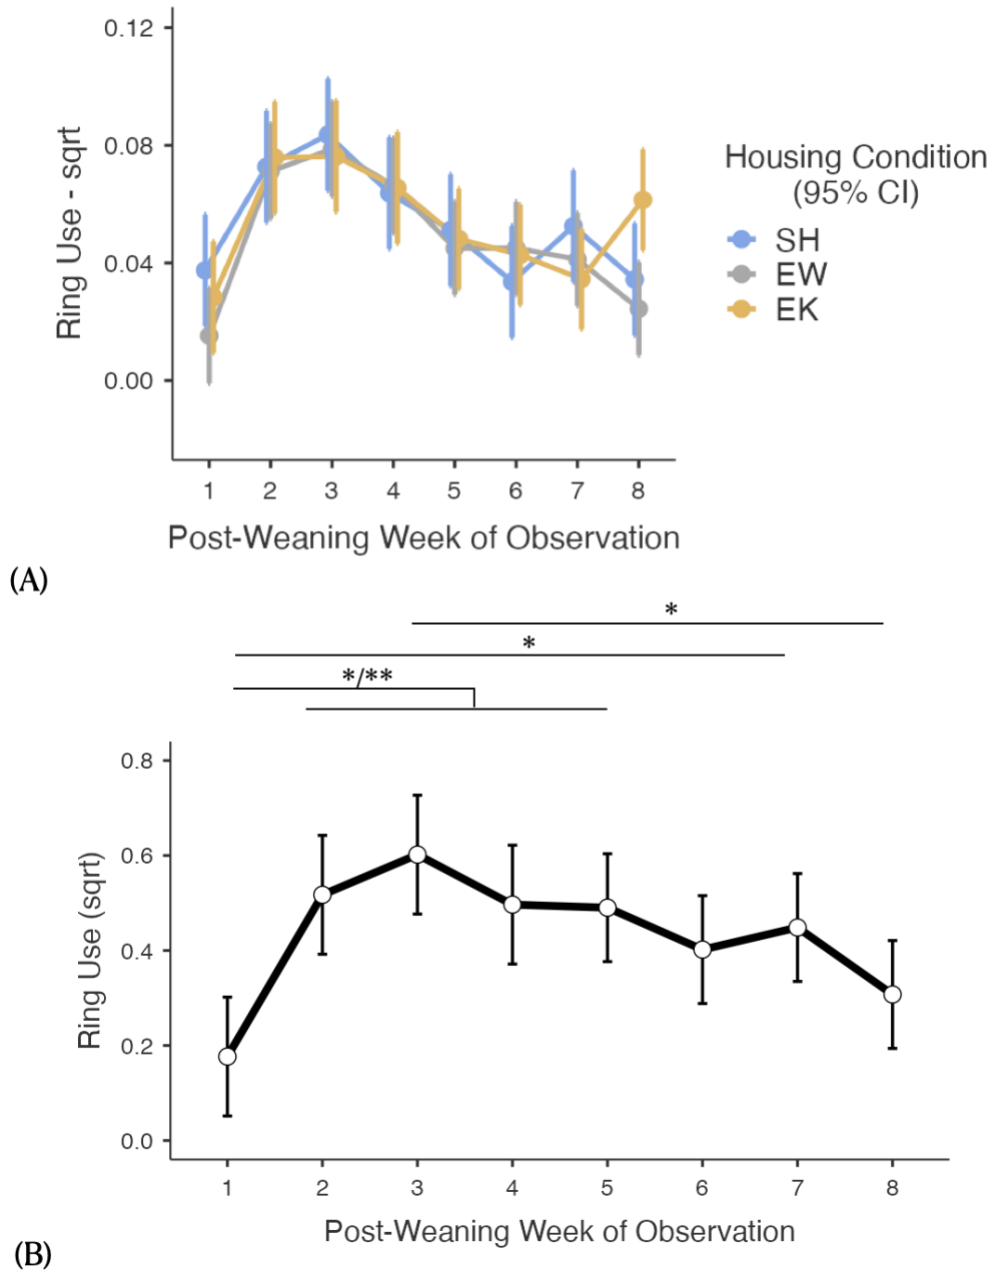 0.12
0.08
0.04
0.00
Ring Use - sqrt
1 2 3 4 5 6 7 8
Post-Weaning Week of Observation
Housing Condition
(95% CI)
SH
EW
EK
(A)
*
*
*/**
0.8
0.6
0.4
0.2
0.0
Ring Use (sqrt)
1 2 3 4 5 6 7 8
Post-Weaning Week of Observation
(B)